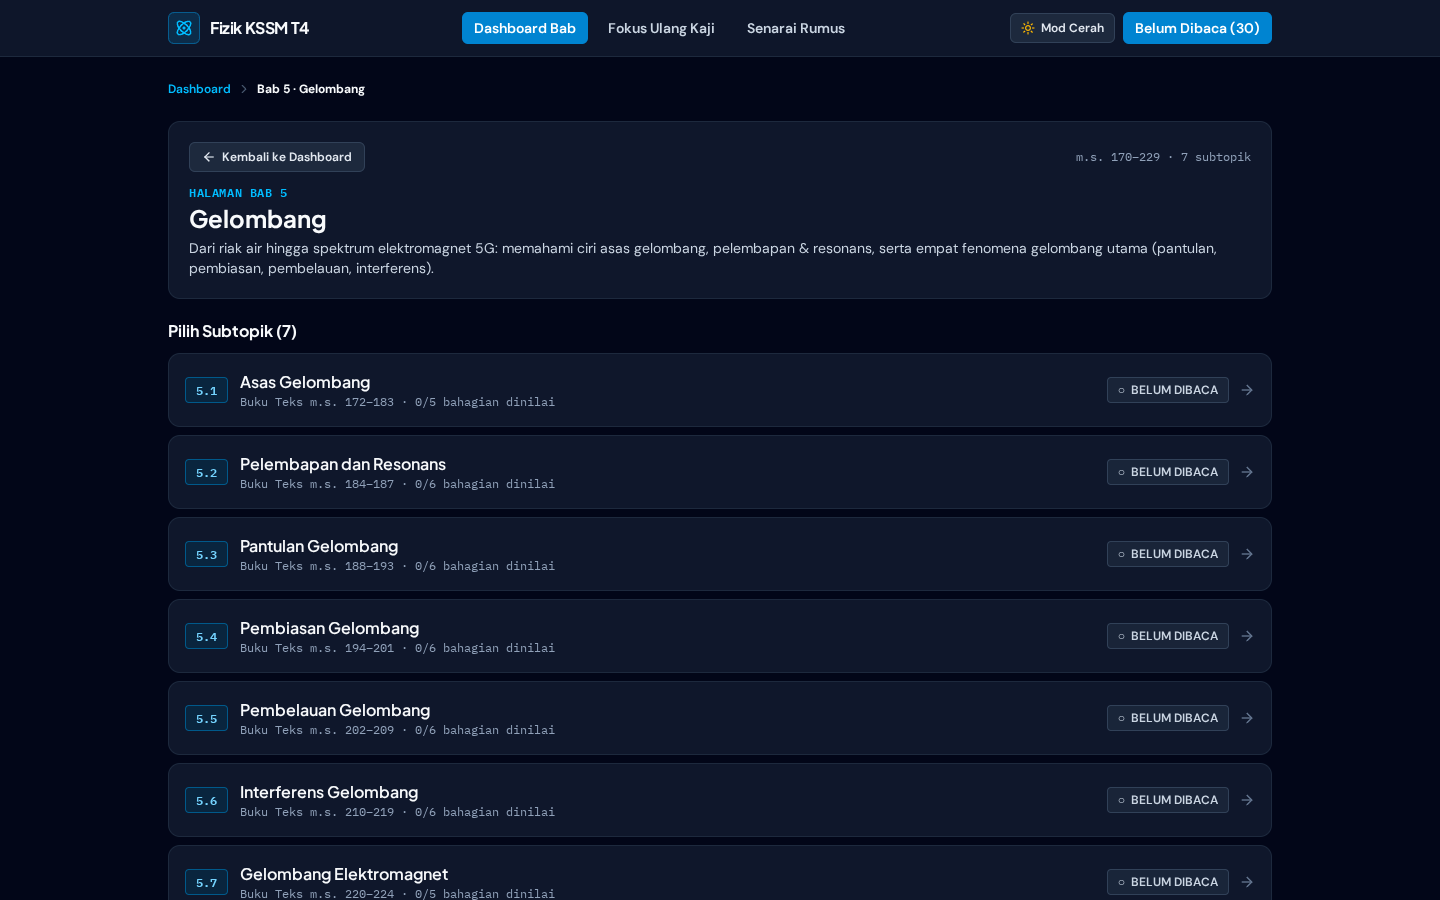 Fizik KSSM T4
Dashboard Bab
Fokus Ulang Kaji
Senarai Rumus
Mod Cerah
Belum Dibaca (30)
Dashboard > Bab 5 · Gelombang
← Kembali ke Dashboard
m.s. 170–229 · 7 subtopik
HALAMAN BAB 5
Gelombang
Dari riak air hingga spektrum elektromagnet 5G: memahami ciri asas gelombang, pelembapan & resonans, serta empat fenomena gelombang utama (pantulan,
pembiasan, pembelauan, interferens).
Pilih Subtopik (7)
5.1
Asas Gelombang
Buku Teks m.s. 172–183 · 0/5 bahagian dinilai
○ BELUM DIBACA →
5.2
Pelembapan dan Resonans
Buku Teks m.s. 184–187 · 0/6 bahagian dinilai
○ BELUM DIBACA →
5.3
Pantulan Gelombang
Buku Teks m.s. 188–193 · 0/6 bahagian dinilai
○ BELUM DIBACA →
5.4
Pembiasan Gelombang
Buku Teks m.s. 194–201 · 0/6 bahagian dinilai
○ BELUM DIBACA →
5.5
Pembelauan Gelombang
Buku Teks m.s. 202–209 · 0/6 bahagian dinilai
○ BELUM DIBACA →
5.6
Interferens Gelombang
Buku Teks m.s. 210–219 · 0/6 bahagian dinilai
○ BELUM DIBACA →
5.7
Gelombang Elektromagnet
Buku Teks m.s. 220–224 · 0/5 bahagian dinilai
○ BELUM DIBACA →